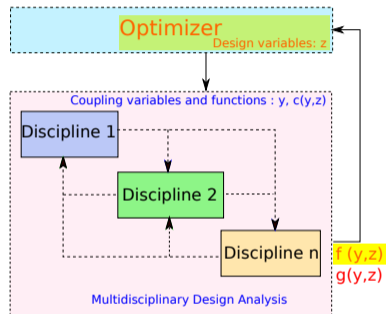 Optimizer
Design variables: z
Coupling variables and functions : y, c(y,z)
Discipline 1
Discipline 2
Discipline n
f (y,z)
g(y,z)
Multidisciplinary Design Analysis